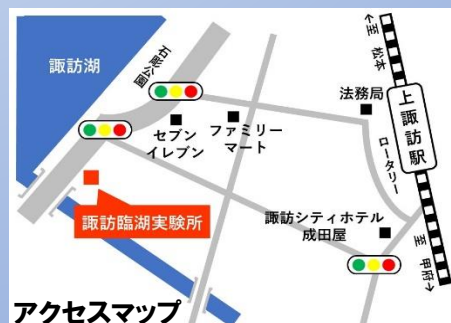 ←至 松本
石彫公園
諏訪湖
法務局
上諏訪駅
セブン
イレブン
ファミリー
マート
ロータリー
諏訪臨湖実験所
諏訪シティホテル
成田屋
至 甲府→
アクセスマップ